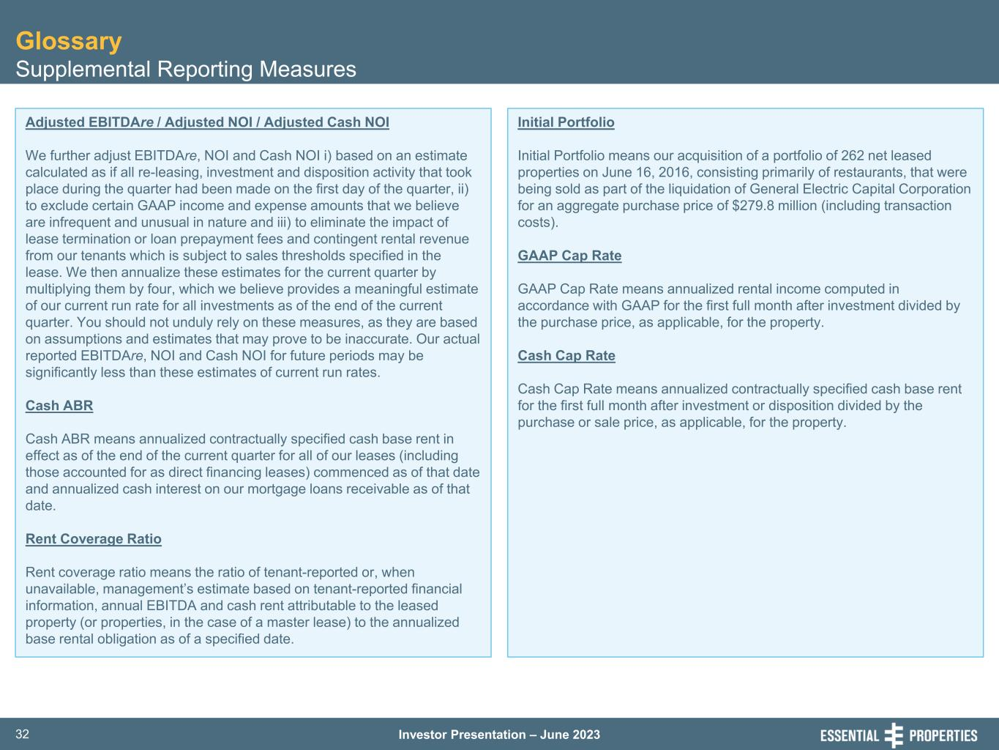 Glossary
Supplemental Reporting Measures
Adjusted EBITDAre / Adjusted NOI / Adjusted Cash NOI
We further adjust EBITDAre, NOI and Cash NOI i) based on an estimate
calculated as if all re-leasing, investment and disposition activity that took
place during the quarter had been made on the first day of the quarter, ii)
to exclude certain GAAP income and expense amounts that we believe
are infrequent and unusual in nature and iii) to eliminate the impact of
lease termination or loan prepayment fees and contingent rental revenue
from our tenants which is subject to sales thresholds specified in the
lease. We then annualize these estimates for the current quarter by
multiplying them by four, which we believe provides a meaningful estimate
of our current run rate for all investments as of the end of the current
quarter. You should not unduly rely on these measures, as they are based
on assumptions and estimates that may prove to be inaccurate. Our actual
reported EBITDAre, NOI and Cash NOI for future periods may be
significantly less than these estimates of current run rates.
Cash ABR
Cash ABR means annualized contractually specified cash base rent in
effect as of the end of the current quarter for all of our leases (including
those accounted for as direct financing leases) commenced as of that date
and annualized cash interest on our mortgage loans receivable as of that
date.
Rent Coverage Ratio
Rent coverage ratio means the ratio of tenant-reported or, when
unavailable, management’s estimate based on tenant-reported financial
information, annual EBITDA and cash rent attributable to the leased
property (or properties, in the case of a master lease) to the annualized
base rental obligation as of a specified date.
Initial Portfolio
Initial Portfolio means our acquisition of a portfolio of 262 net leased
properties on June 16, 2016, consisting primarily of restaurants, that were
being sold as part of the liquidation of General Electric Capital Corporation
for an aggregate purchase price of $279.8 million (including transaction
costs).
GAAP Cap Rate
GAAP Cap Rate means annualized rental income computed in
accordance with GAAP for the first full month after investment divided by
the purchase price, as applicable, for the property.
Cash Cap Rate
Cash Cap Rate means annualized contractually specified cash base rent
for the first full month after investment or disposition divided by the
purchase or sale price, as applicable, for the property.
32
Investor Presentation – June 2023
ESSENTIAL PROPERTIES